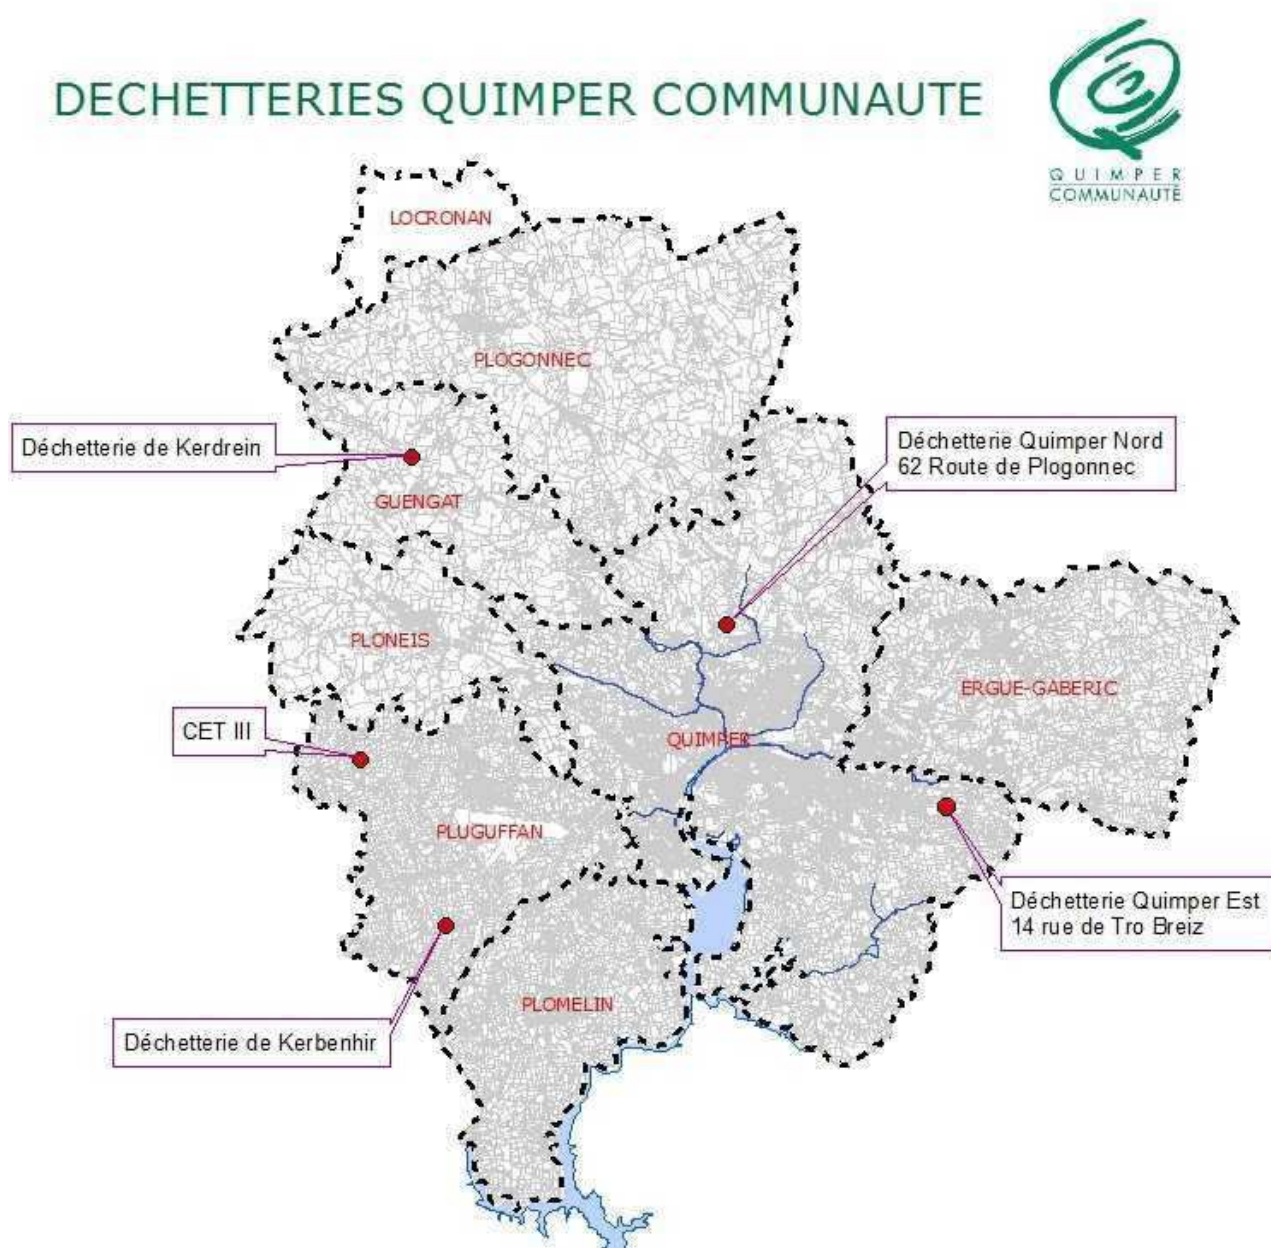 DECHETTERIES QUIMPER COMMUNAUTE
QUIMPER
COMMUNAUTÉ
LOCRONAN
PLOGONNEC
Déchetterie de Kerdrein
Déchetterie Quimper Nord
62 Route de Plogonnec
GUENGAT
PLONEIS
ERGUE-GABERIC
CET III
QUIMPER
PLUGUFFAN
Déchetterie Quimper Est
14 rue de Tro Breiz
PLOMELIN
Déchetterie de Kerbenhir